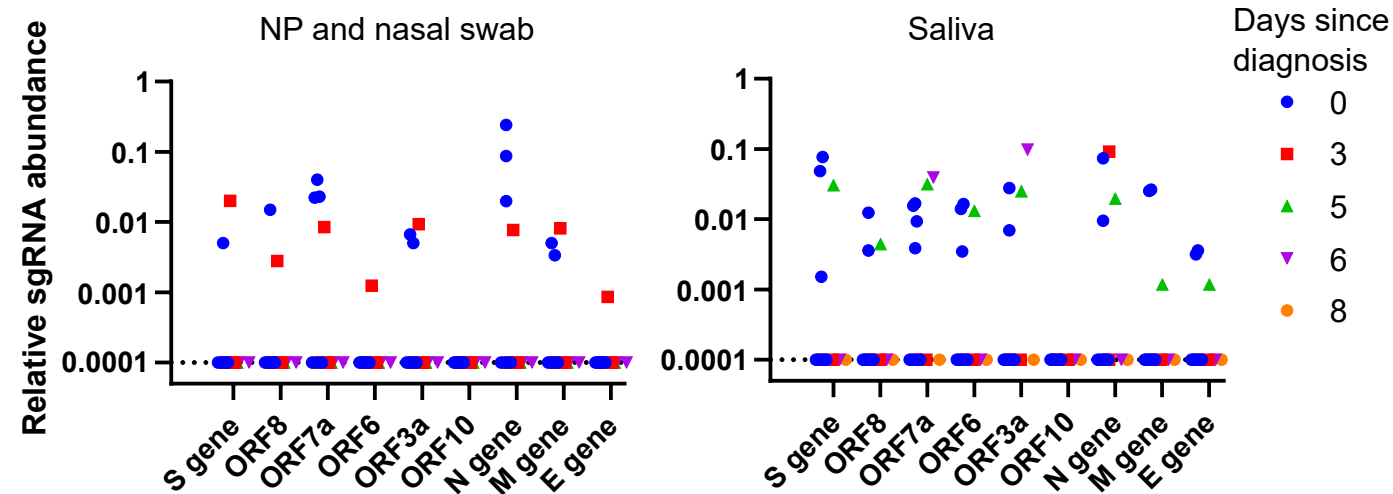 Relative sgRNA abundance
NP and nasal swab
1
0.1
0.01
0.001
0.0001
S gene
ORF8
ORF7a
ORF6
ORF3a
ORF10
N gene
M gene
E gene
Saliva
1
0.1
0.01
0.001
0.0001
S gene
ORF8
ORF7a
ORF6
ORF3a
ORF10
N gene
M gene
E gene
Days since
diagnosis
0
3
5
6
8